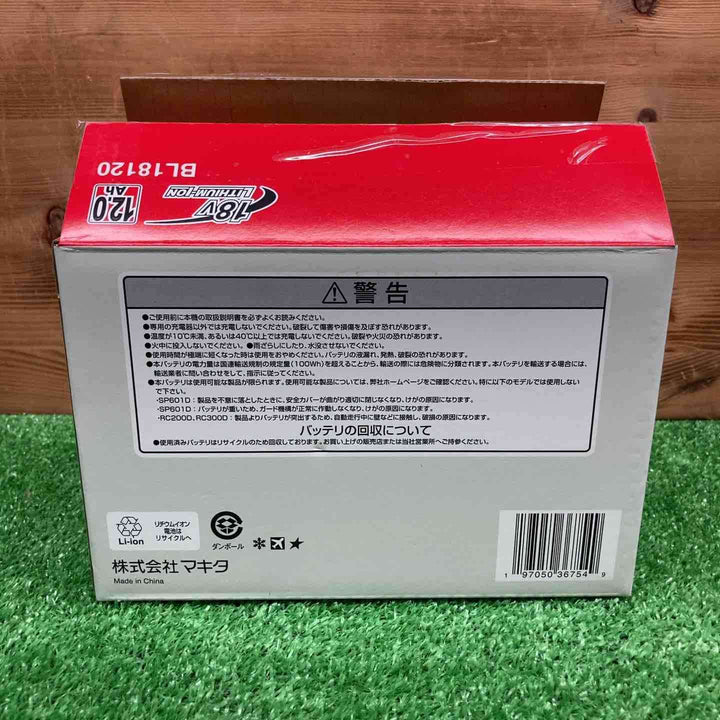 BL18120
18V
LITHIUM-ION
12.0
Ah
警告
●ご使用前に本機の取扱説明書を必ずよくお読みください。
●専用の充電器以外では充電しないでください。破裂して傷害や損傷を及ぼす恐れがあります。
●温度が10℃未満、あるいは40℃以上では充電しないでください。破裂や火災の恐れがあります。
●火中に投入しないでください。●雨ざらしにしたり、水没させないでください。
●使用時間が極端に短くなった時は使用をおやめください。バッテリの液漏れ、発熱、破裂の恐れがあります。
●本バッテリの電力量は国連輸送規制の規定量(100Wh)を超えることから、輸送の際には危険物に分類されます。本バッテリを輸送する場合には、
輸送業者に問い合わせをして、指示に従ってください。
●本バッテリは使用可能な製品が限られます。使用可能な製品については、弊社ホームページをご確認ください。特に以下のモデルでは使用しない
で下さい。
・SP601D:製品を不意に落としたときに、安全カバーが曲がり適切に閉じなくなり、けがの原因になります。
・SP601D:バッテリが重いため、ガード機構が正常に作動しなくなり、けがの原因になります。
・RC200D、RC300D:製品よりバッテリが突出するため、自動走行中に壁などに接触し、破損の原因になります。
バッテリの回収について
●使用済みバッテリはリサイクルのため回収しております。お買い上げの販売店または当社営業所へご持参ください。
Li-ion
リチウムイオン
電池は
リサイクルへ
ダンボール
株式会社マキタ
Made in China
1 97050 36754 9